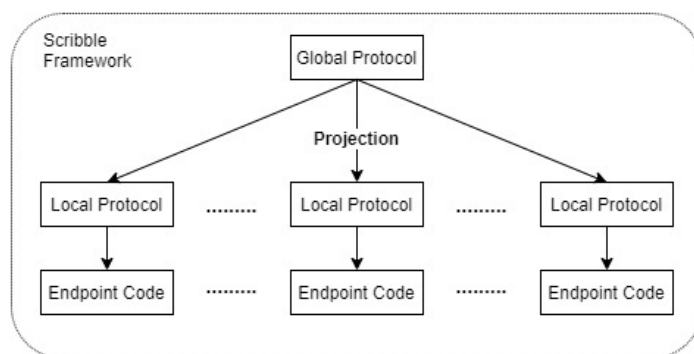 Scribble
Framework
Global Protocol
Projection
Local Protocol ......... Local Protocol ......... Local Protocol
Endpoint Code ......... Endpoint Code ......... Endpoint Code